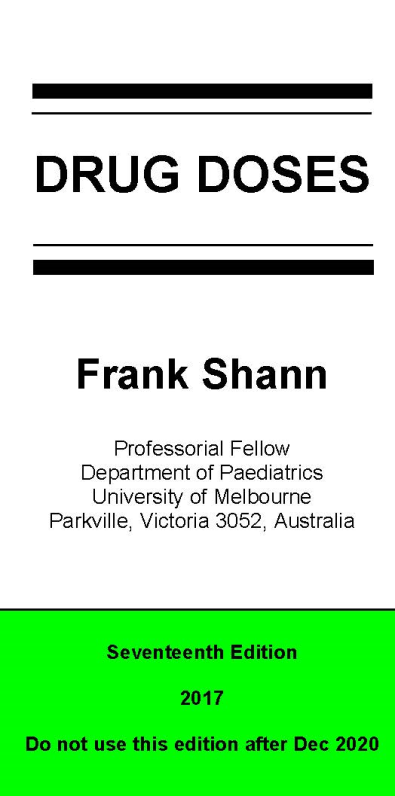 DRUG DOSES
Frank Shann
Professorial Fellow
Department of Paediatrics
University of Melbourne
Parkville, Victoria 3052, Australia
Seventeenth Edition
2017
Do not use this edition after Dec 2020